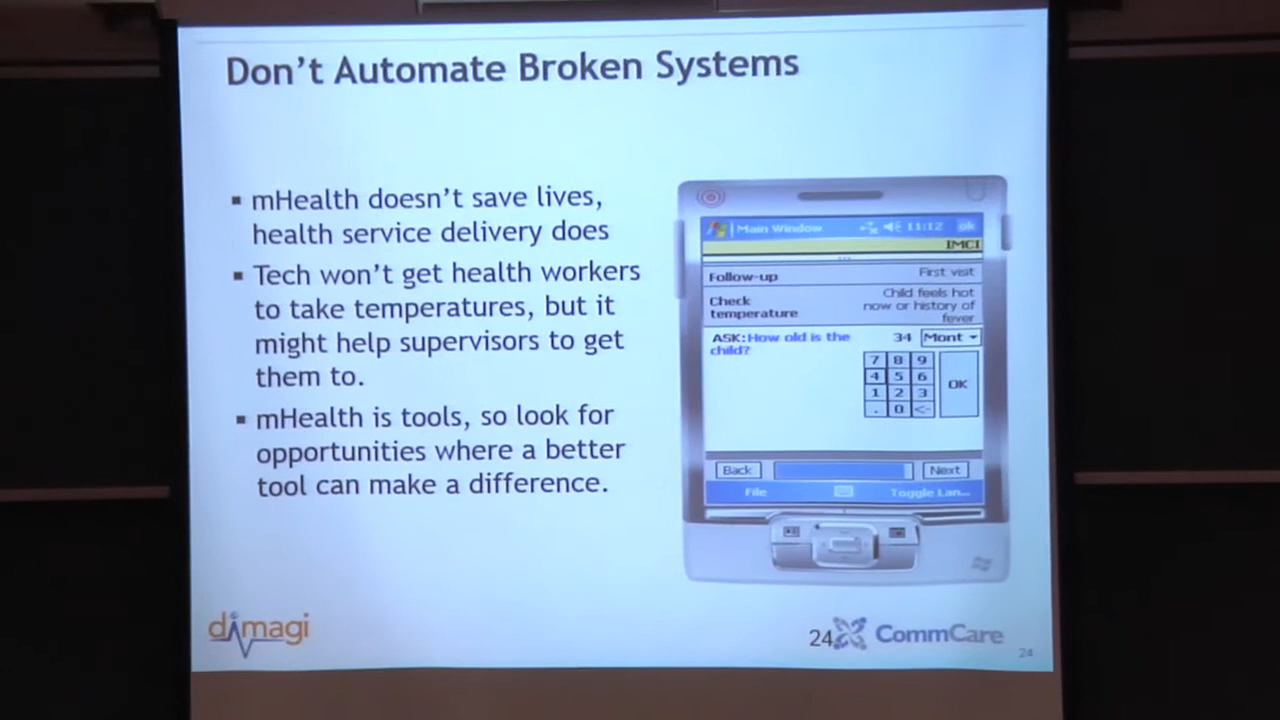 Don't Automate Broken Systems
▪ mHealth doesn't save lives,
health service delivery does
▪ Tech won't get health workers
to take temperatures, but it
might help supervisors to get
them to.
▪ mHealth is tools, so look for
opportunities where a better
tool can make a difference.
Main Window 11:12 ok
IMCI
Follow-up First visit
Check temperature
Child feels hot
now or history of
fever
ASK: How old is the
child?
34 Mont
7 8 9
4 5 6
1 2 3
. 0 <-
OK
Back Next
File Toggle Lan...
dimagi
24 CommCare
24